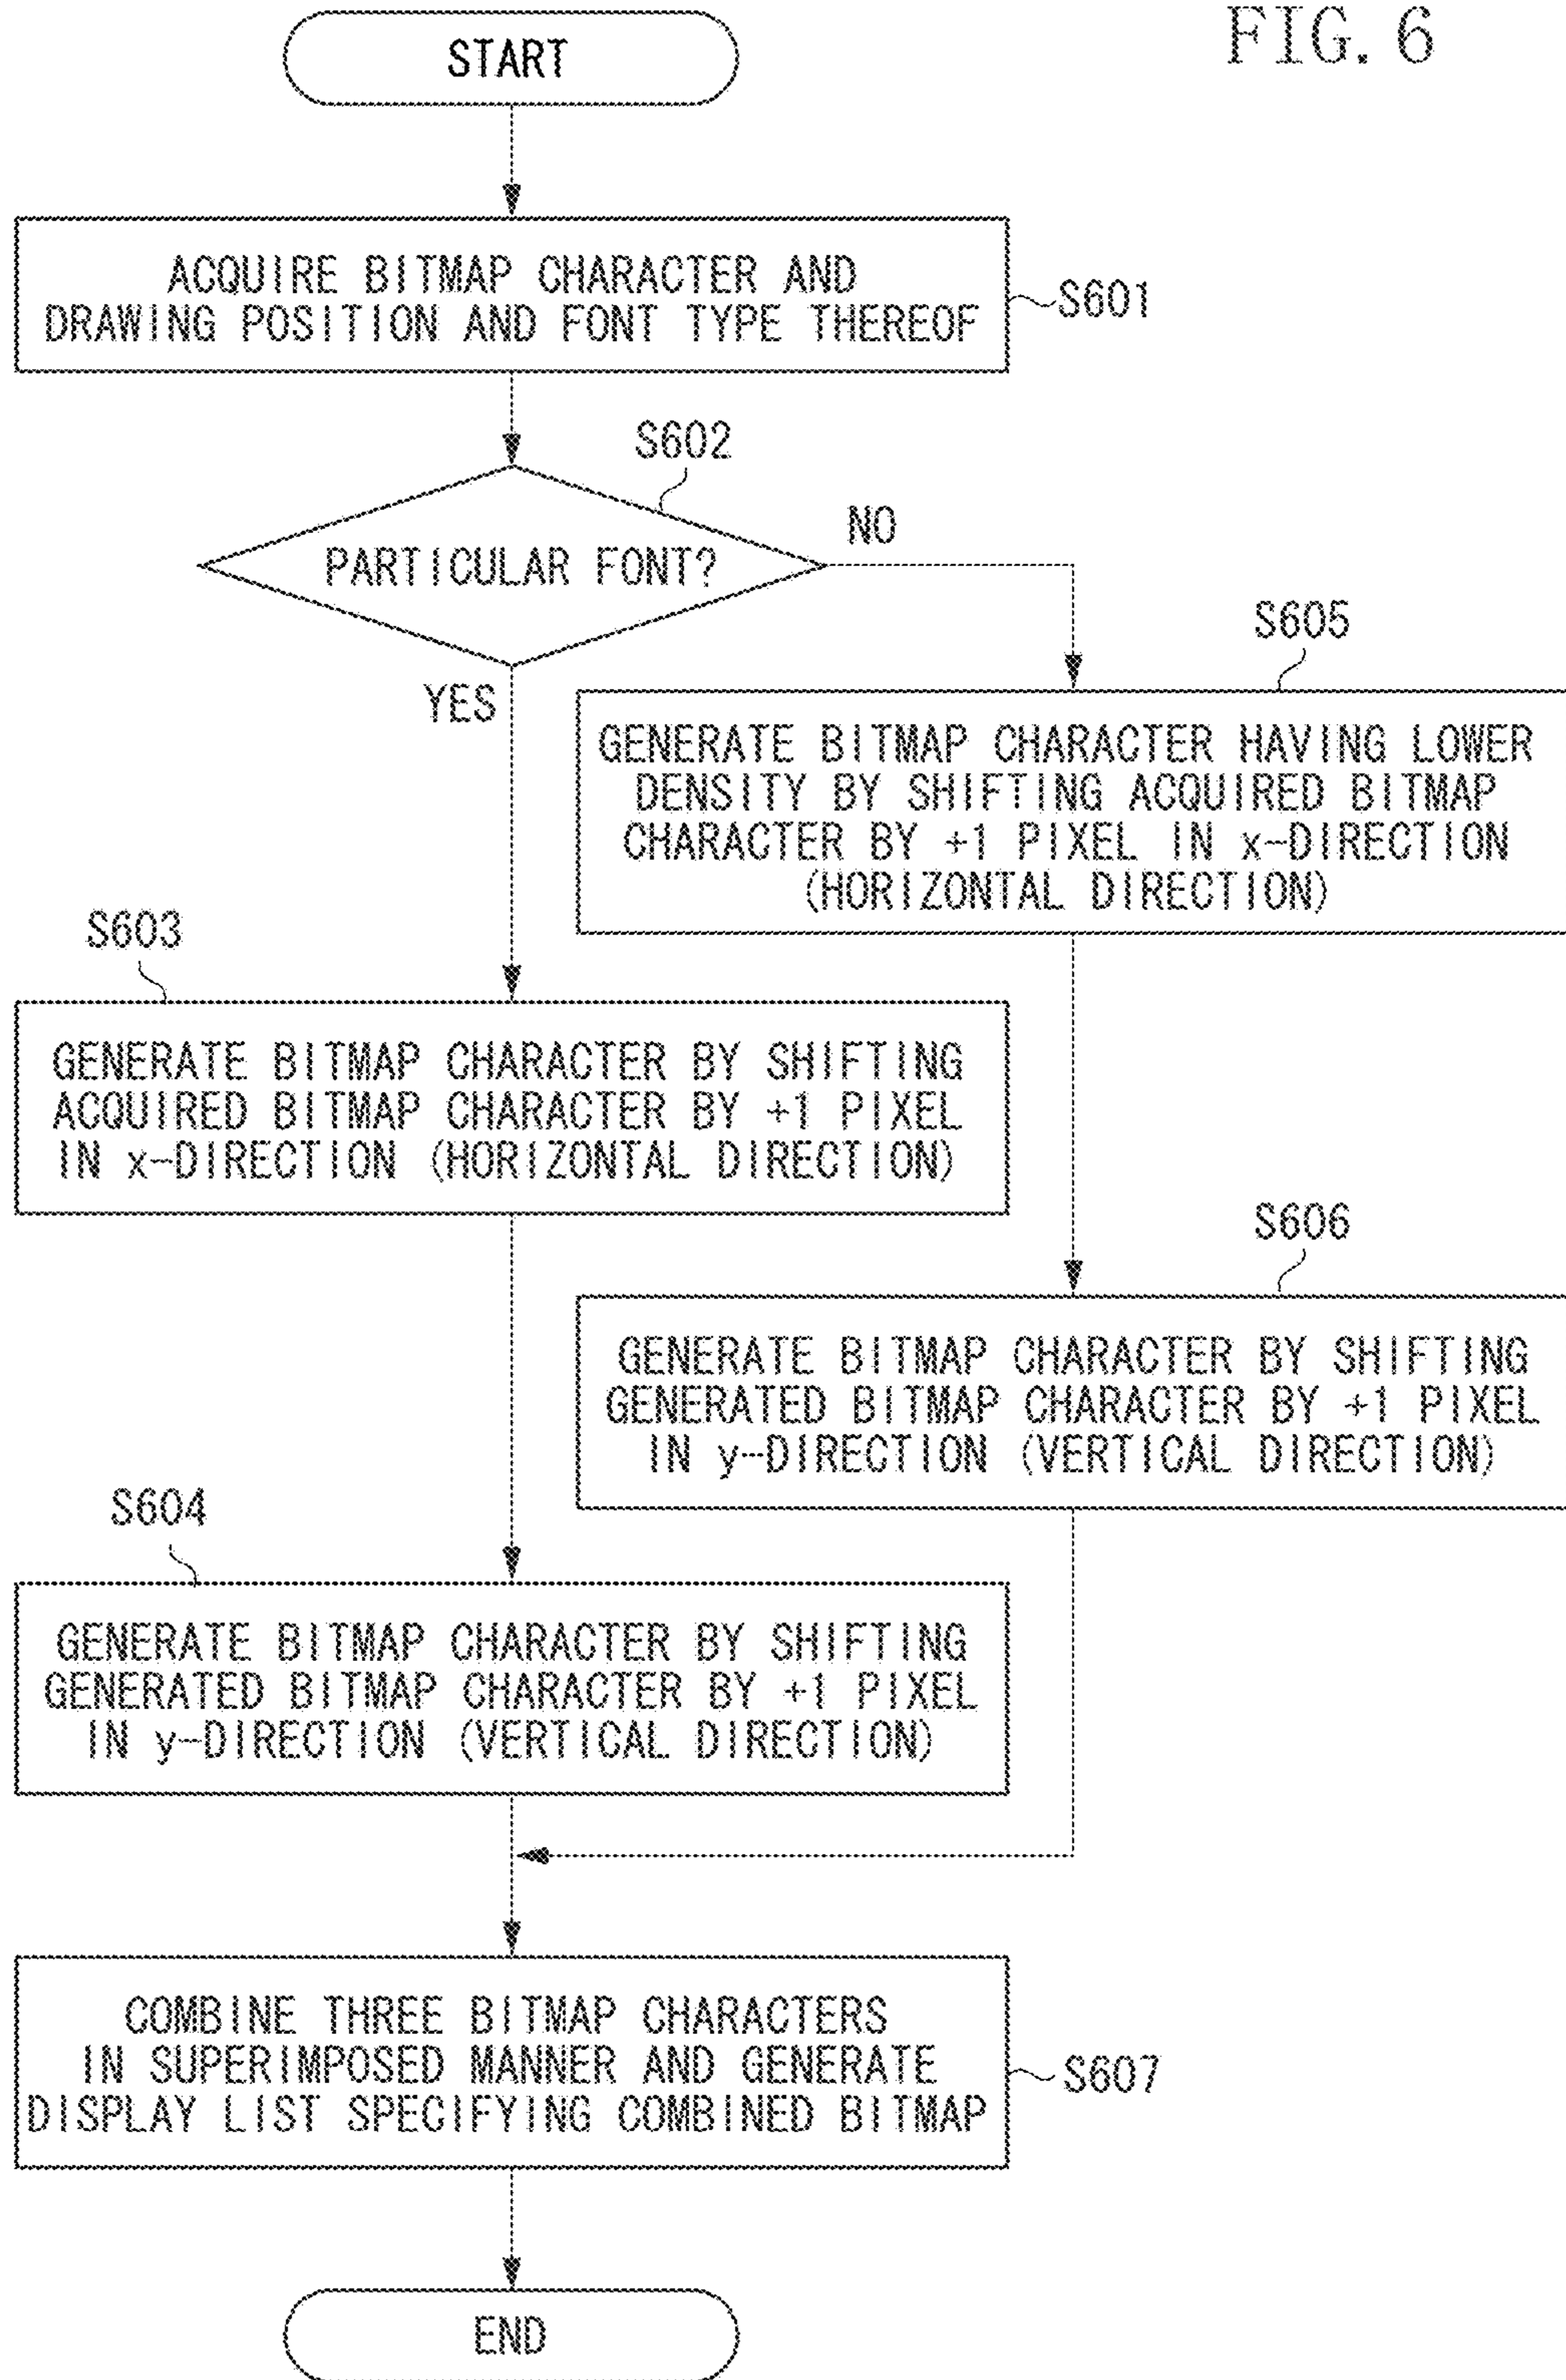 FIG. 6
START
ACQUIRE BITMAP CHARACTER AND
DRAWING POSITION AND FONT TYPE THEREOF
S601
S602
PARTICULAR FONT?
NO
YES
S605
GENERATE BITMAP CHARACTER HAVING LOWER
DENSITY BY SHIFTING ACQUIRED BITMAP
CHARACTER BY +1 PIXEL IN x-DIRECTION
(HORIZONTAL DIRECTION)
S603
GENERATE BITMAP CHARACTER BY SHIFTING
ACQUIRED BITMAP CHARACTER BY +1 PIXEL
IN x-DIRECTION (HORIZONTAL DIRECTION)
S606
GENERATE BITMAP CHARACTER BY SHIFTING
GENERATED BITMAP CHARACTER BY +1 PIXEL
IN y-DIRECTION (VERTICAL DIRECTION)
S604
GENERATE BITMAP CHARACTER BY SHIFTING
GENERATED BITMAP CHARACTER BY +1 PIXEL
IN y-DIRECTION (VERTICAL DIRECTION)
COMBINE THREE BITMAP CHARACTERS
IN SUPERIMPOSED MANNER AND GENERATE
DISPLAY LIST SPECIFYING COMBINED BITMAP
S607
END